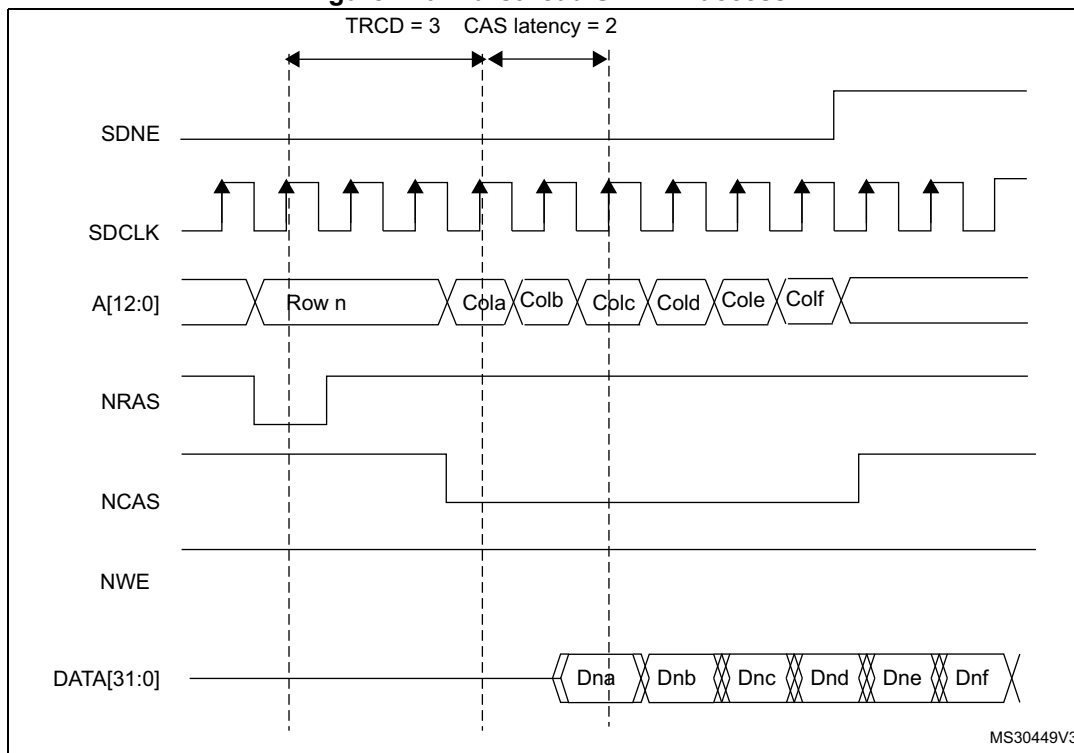 TRCD = 3 CAS latency = 2
SDNE
SDCLK
A[12:0] Row n Cola Colb Colc Cold Cole Colf
NRAS
NCAS
NWE
DATA[31:0] Dna Dnb Dnc Dnd Dne Dnf
MS30449V3